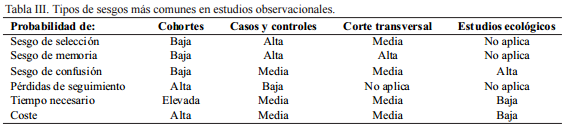 Tabla III. Tipos de sesgos más comunes en estudios observacionales.
Probabilidad de: Cohortes Casos y controles Corte transversal Estudios ecológicos
Sesgo de selección Baja Alta Media No aplica
Sesgo de memoria Baja Alta Alta No aplica
Sesgo de confusión Baja Media Media Alta
Pérdidas de seguimiento Alta Baja No aplica No aplica
Tiempo necesario Elevada Media Media Baja
Coste Alta Media Media Baja